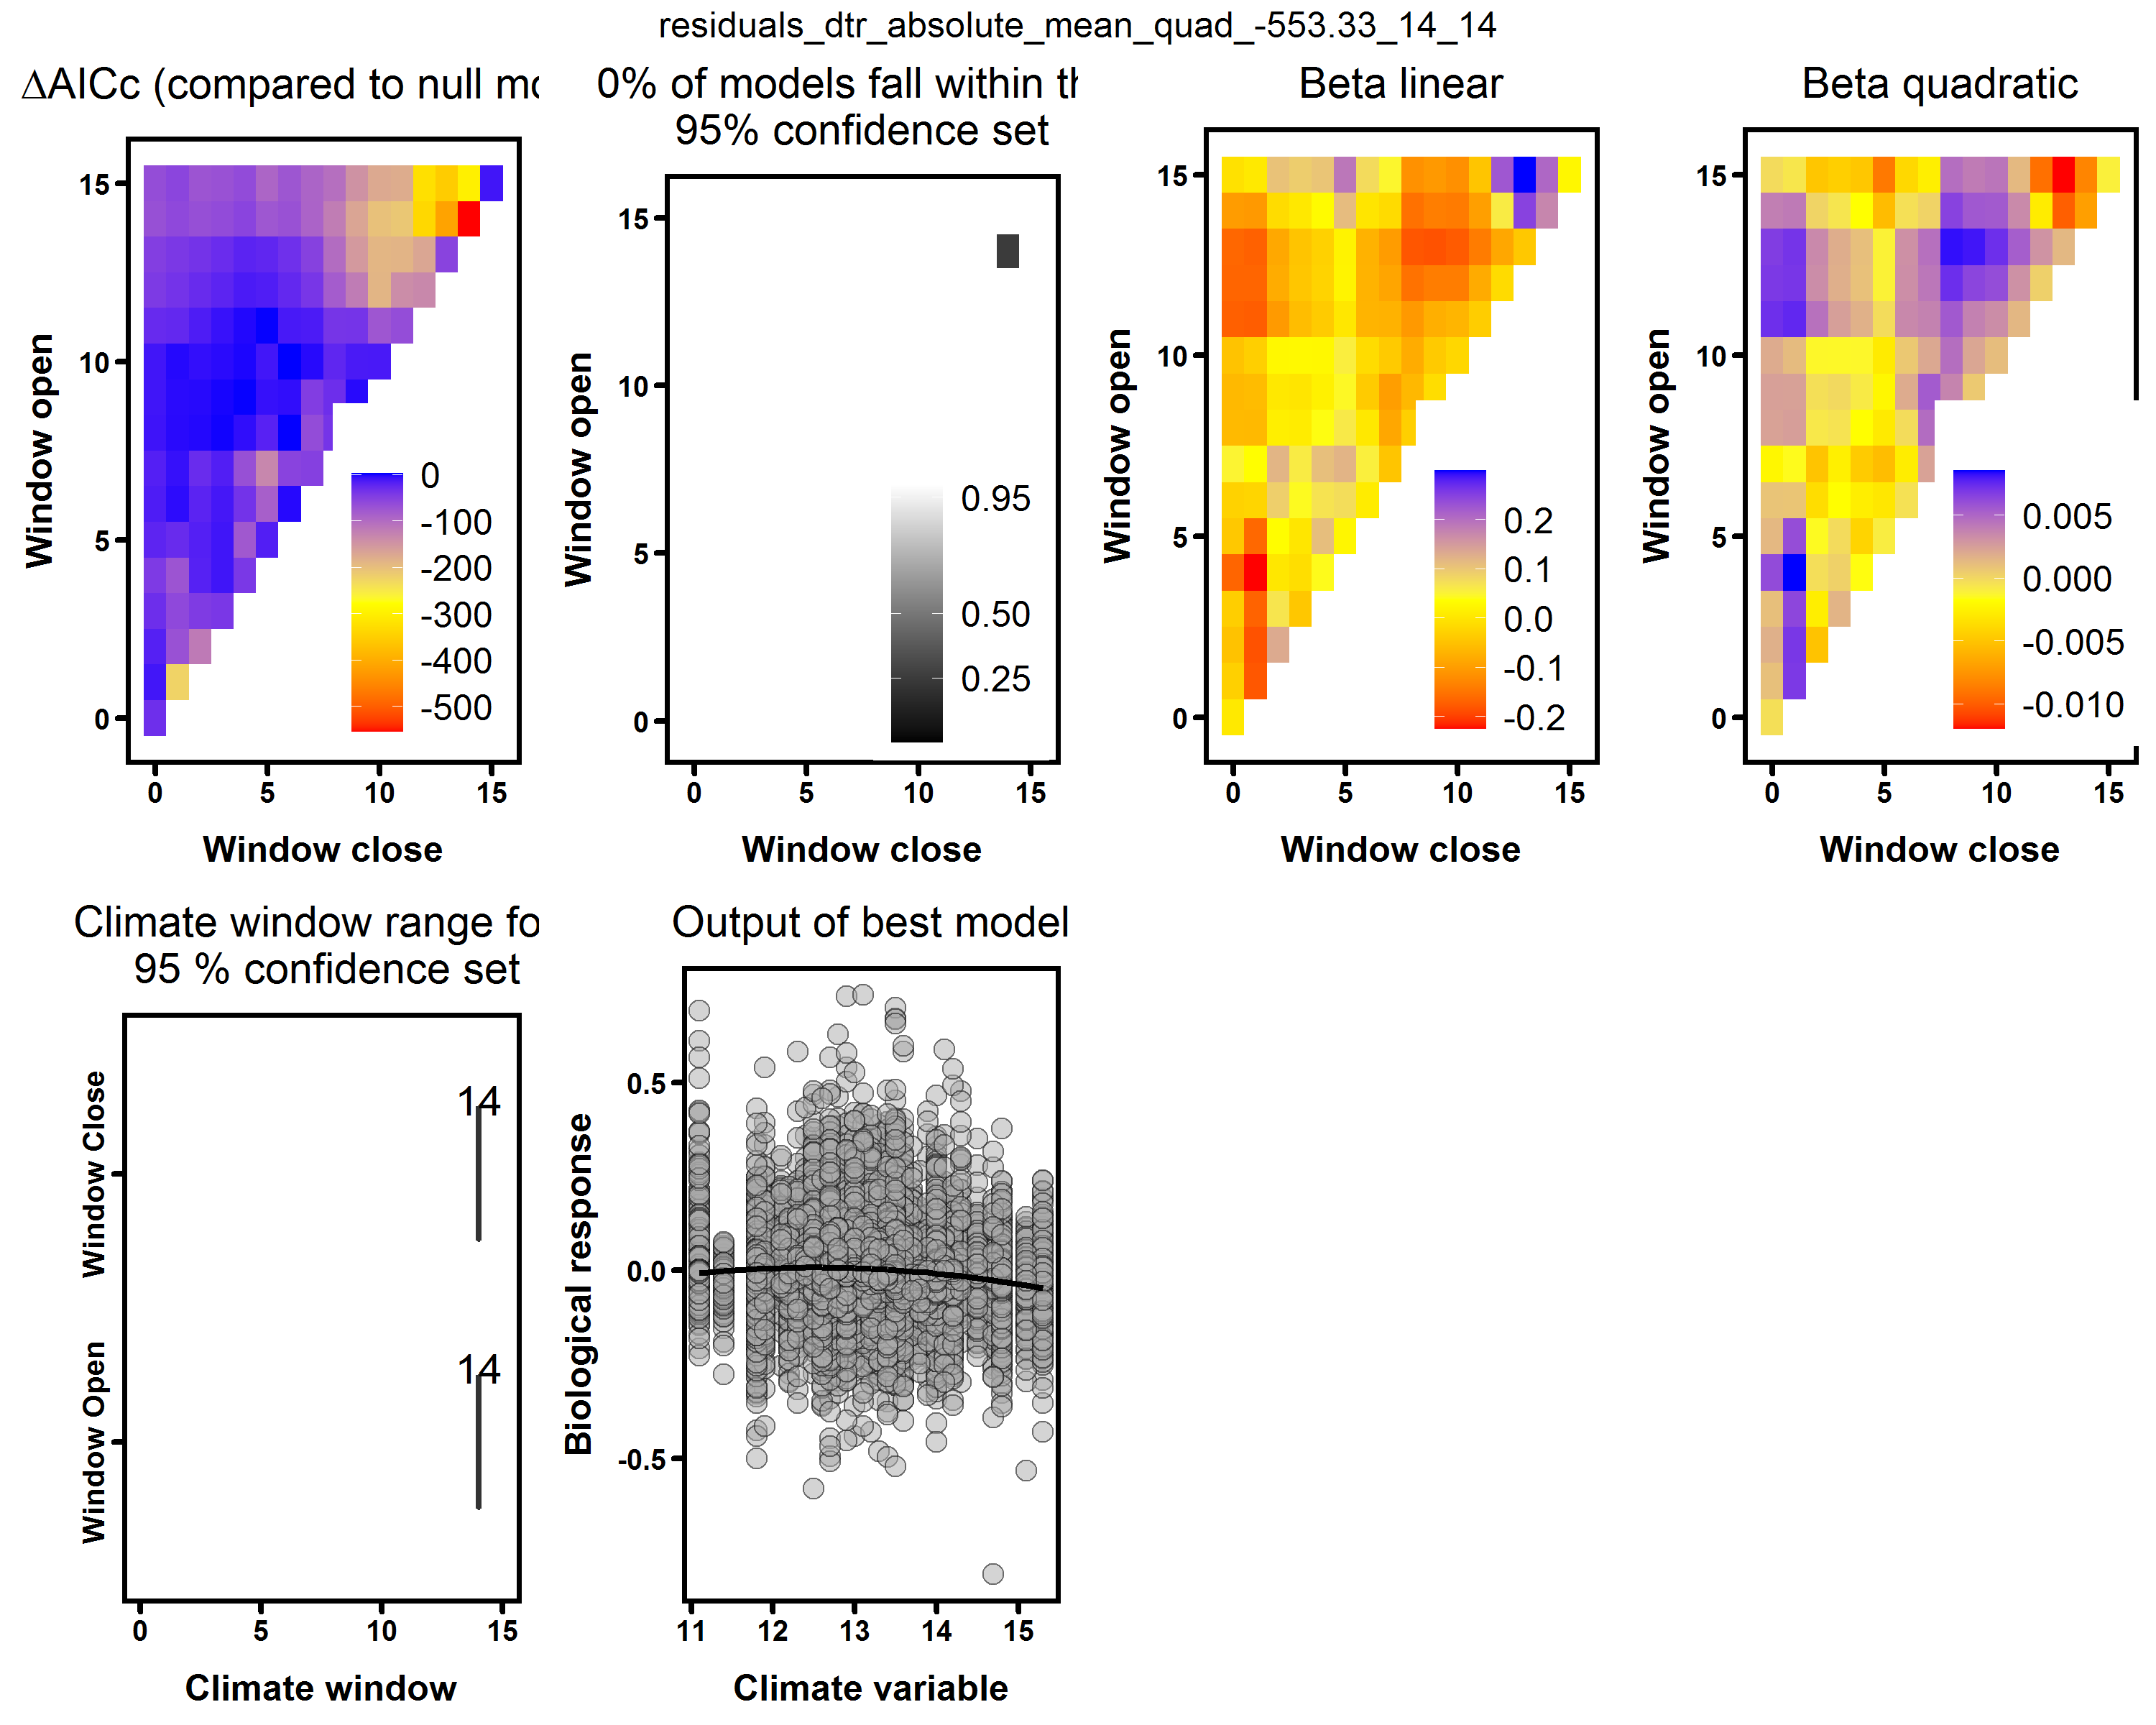 residuals_dtr_absolute_mean_quad_-553.33_14_14
ΔAICc (compared to null mo
Window open
15
10
5
0
0
-100
-200
-300
-400
-500
0 5 10 15
Window close
0% of models fall within th
95% confidence set
Window open
15
10
5
0
0.95
0.50
0.25
0 5 10 15
Window close
Beta linear
Window open
15
10
5
0
0.2
0.1
0.0
-0.1
-0.2
0 5 10 15
Window close
Beta quadratic
Window open
15
10
5
0
0.005
0.000
-0.005
-0.010
0 5 10 15
Window close
Climate window range fo
95 % confidence set
Window Close
14
Window Open
14
0 5 10 15
Climate window
Output of best model
Biological response
0.5
0.0
-0.5
11 12 13 14 15
Climate variable